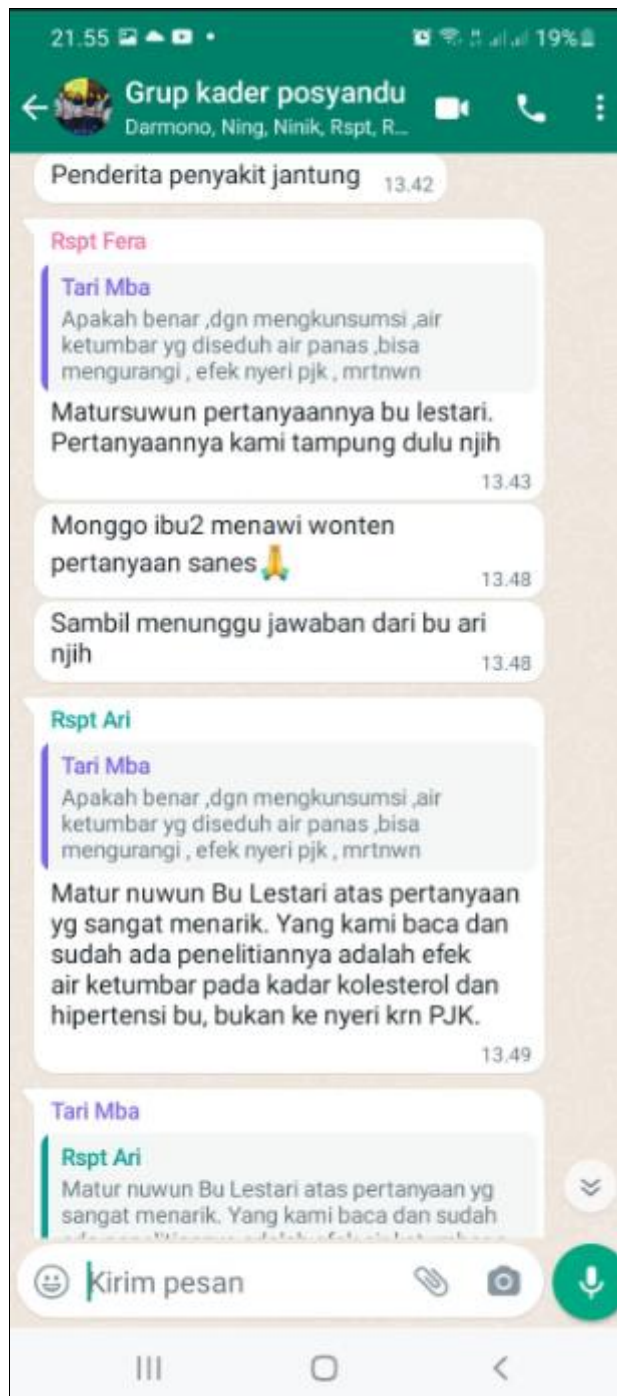 21.55
19%
Grup kader posyandu
Darmono, Ning, Ninik, Rspt, R...
Penderita penyakit jantung 13.42
Rspt Fera
Tari Mba
Apakah benar ,dgn mengkunsumsi ,air
ketumbar yg diseduh air panas ,bisa
mengurangi , efek nyeri pjk , mrtnwn
Matursuwun pertanyaannya bu lestari.
Pertanyaannya kami tampung dulu njih
13.43
Monggo ibu2 menawi wonten
pertanyaan sanes🙏
13.48
Sambil menunggu jawaban dari bu ari
njih
13.48
Rspt Ari
Tari Mba
Apakah benar ,dgn mengkunsumsi ,air
ketumbar yg diseduh air panas ,bisa
mengurangi , efek nyeri pjk , mrtnwn
Matur nuwun Bu Lestari atas pertanyaan
yg sangat menarik. Yang kami baca dan
sudah ada penelitiannya adalah efek
air ketumbar pada kadar kolesterol dan
hipertensi bu, bukan ke nyeri krn PJK.
13.49
Tari Mba
Rspt Ari
Matur nuwun Bu Lestari atas pertanyaan yg
sangat menarik. Yang kami baca dan sudah
Kirim pesan